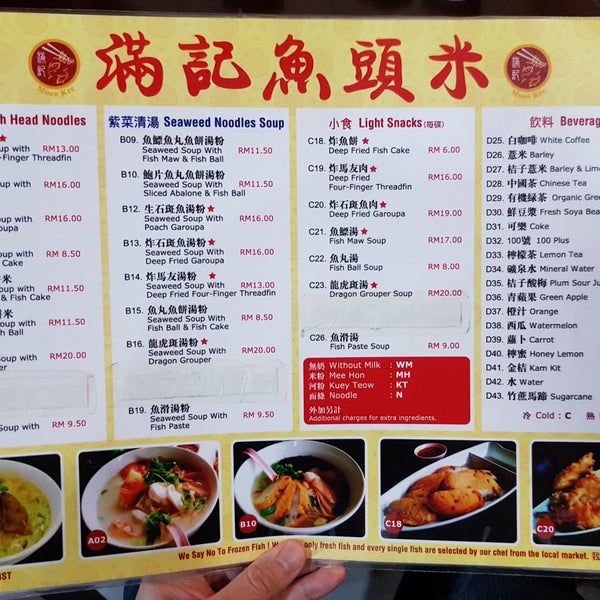 滿記魚頭米
滿記
Moon Kee
滿記
Moon Kee
h Head Noodles
oup with RM13.00
-Finger Threadfin
oup with RM16.00
oup with RM16.00
oup with RM 8.50
oup with RM11.50
& Fish Cake
oup with RM11.50
& Fish Cake
oup with RM20.00
oup with RM 9.50
紫菜清湯 Seaweed Noodles Soup
B09. 魚鰾魚丸魚餅湯粉
Seaweed Soup With RM11.50
Fish Maw & Fish Ball
B10. 鮑片魚丸魚餅湯粉
Seaweed Soup With RM11.50
Sliced Abalone & Fish Ball
B12. 生石斑魚湯粉★
Seaweed Soup With RM16.00
Poach Garoupa
B13. 炸石斑魚湯粉★
Seaweed Soup With RM16.00
Deep Fried Garoupa
B14. 炸馬友湯粉 ★
Seaweed Soup With RM13.00
Deep Fried Four-Finger Threadfin
B15. 魚丸魚餅湯粉
Seaweed Soup With RM 8.50
Fish Ball & Fish Cake
B16. 龍虎斑湯粉★
Seaweed Soup With RM20.00
Dragon Grouper
B19. 魚滑湯粉
Seaweed Soup With RM 9.50
Fish Paste
小食 Light Snacks(每碟)
C18. 炸魚餅
Deep Fried Fish Cake RM 6.00
C19. 炸馬友肉★
Deep Fried RM16.00
Four-Finger Threadfin
C20. 炸石斑魚肉★
Deep Fried Garoupa RM19.00
C21. 魚鰾湯★
Fish Maw Soup RM17.00
C22. 魚丸湯
Fish Ball Soup RM 8.00
C23. 龍虎斑湯★
Dragon Grouper Soup RM20.00
C26. 魚滑湯
Fish Paste Soup RM 9.00
無奶 Without Milk : WM
米粉 Mee Hon : MH
河粉 Kuey Teow : KT
面條 Noodle : N
外加另計
Additional charges for extra ingredients.
飲料 Beverag
D25. 白咖啡 White Coffee
D26. 薏米 Barley
D27. 桔子薏米 Barley & Lime
D28. 中國茶 Chinese Tea
D29. 有機緑茶 Organic Green
D30. 鮮豆漿 Fresh Soya Bean
D31. 可樂 Coke
D32. 100號 100 Plus
D33. 檸檬茶 Lemon Tea
D34. 礦泉水 Mineral Water
D35. 桔子酸梅 Plum Sour Ju
D36. 青蘋果 Green Apple
D37. 橙汁 Orange
D38. 西瓜 Watermelon
D39. 蘿卜 Carrot
D40. 檸蜜 Honey Lemon
D41. 金桔 Kam Kit
D42. 水 Water
D43. 竹蔗馬蹄 Sugarcane
冷 Cold : C 熱
A02
B10
C18
C20
We Say No To Frozen Fish ! We only fresh fish and every single fish are selected by our chef from the local market. 我
GST